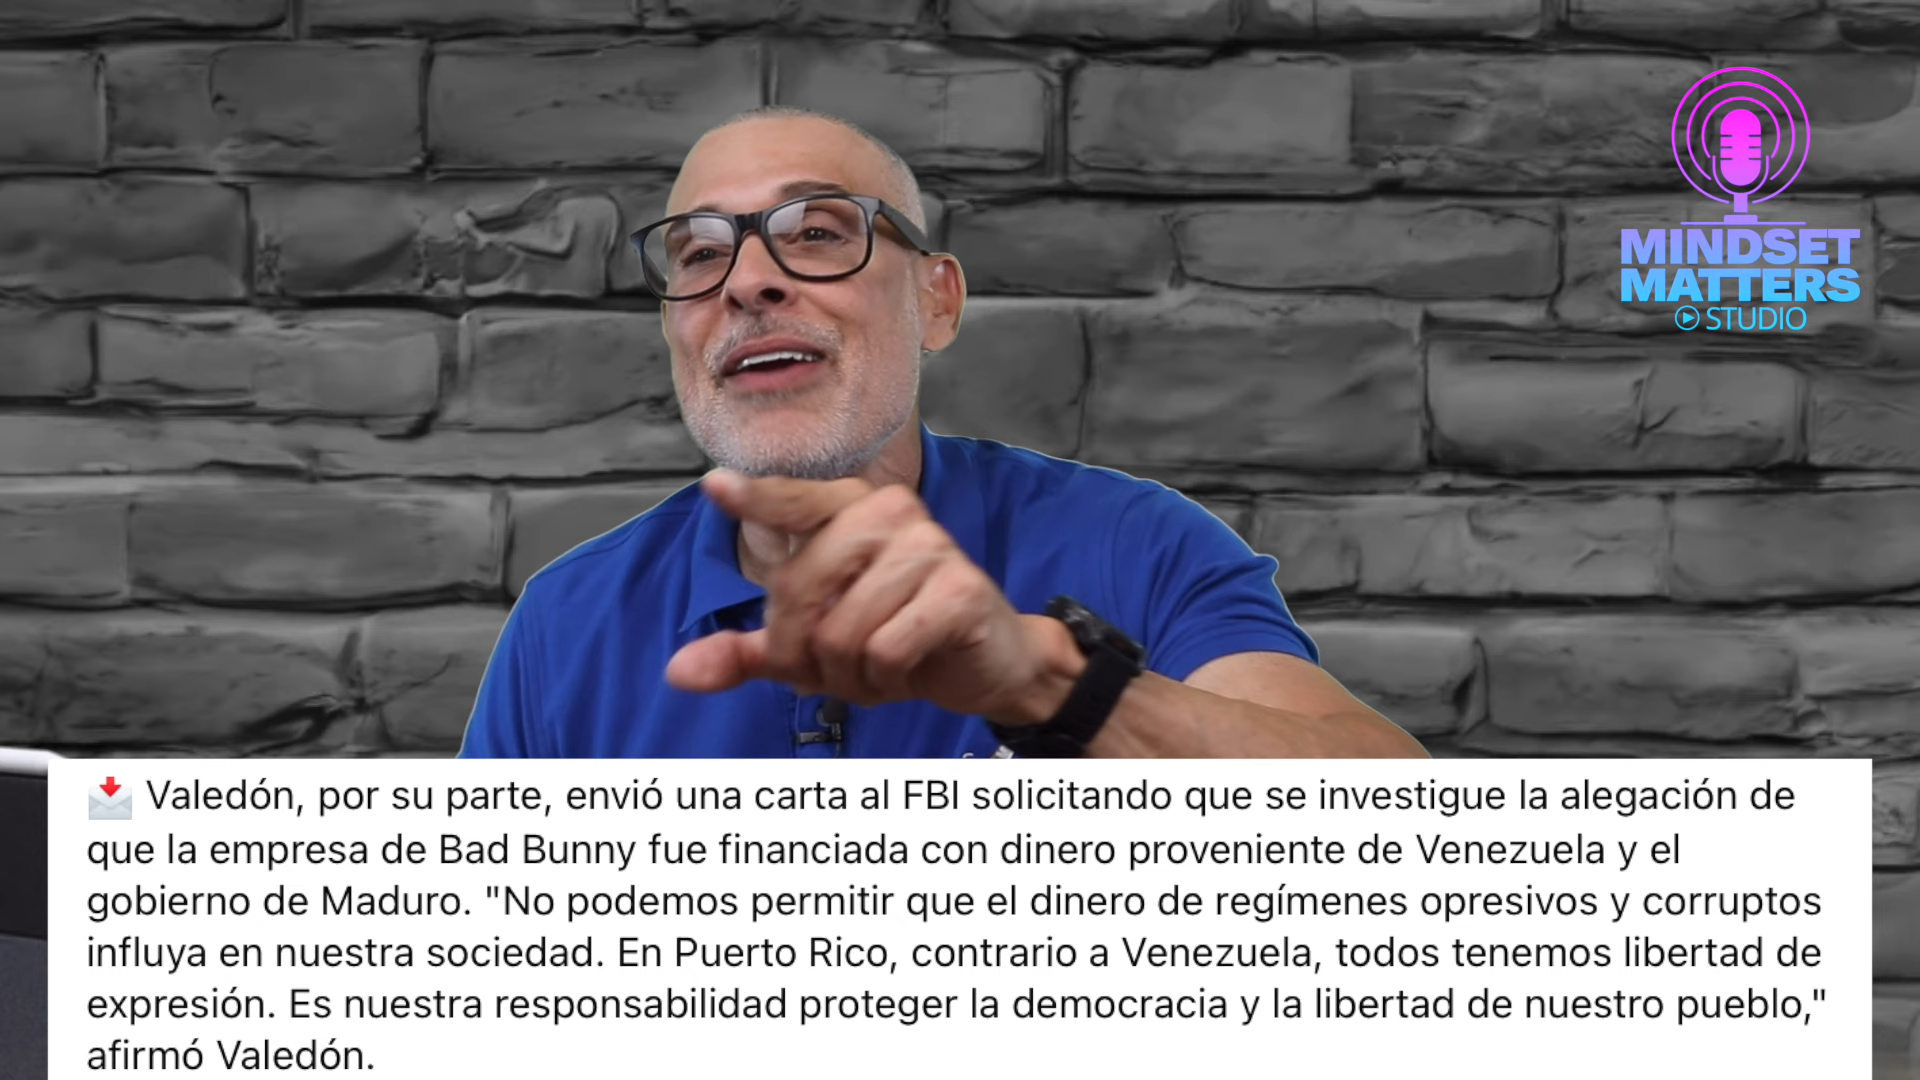 MINDSET
MATTERS
STUDIO
Valedón, por su parte, envió una carta al FBI solicitando que se investigue la alegación de
que la empresa de Bad Bunny fue financiada con dinero proveniente de Venezuela y el
gobierno de Maduro. "No podemos permitir que el dinero de regímenes opresivos y corruptos
influya en nuestra sociedad. En Puerto Rico, contrario a Venezuela, todos tenemos libertad de
expresión. Es nuestra responsabilidad proteger la democracia y la libertad de nuestro pueblo,"
afirmó Valedón.